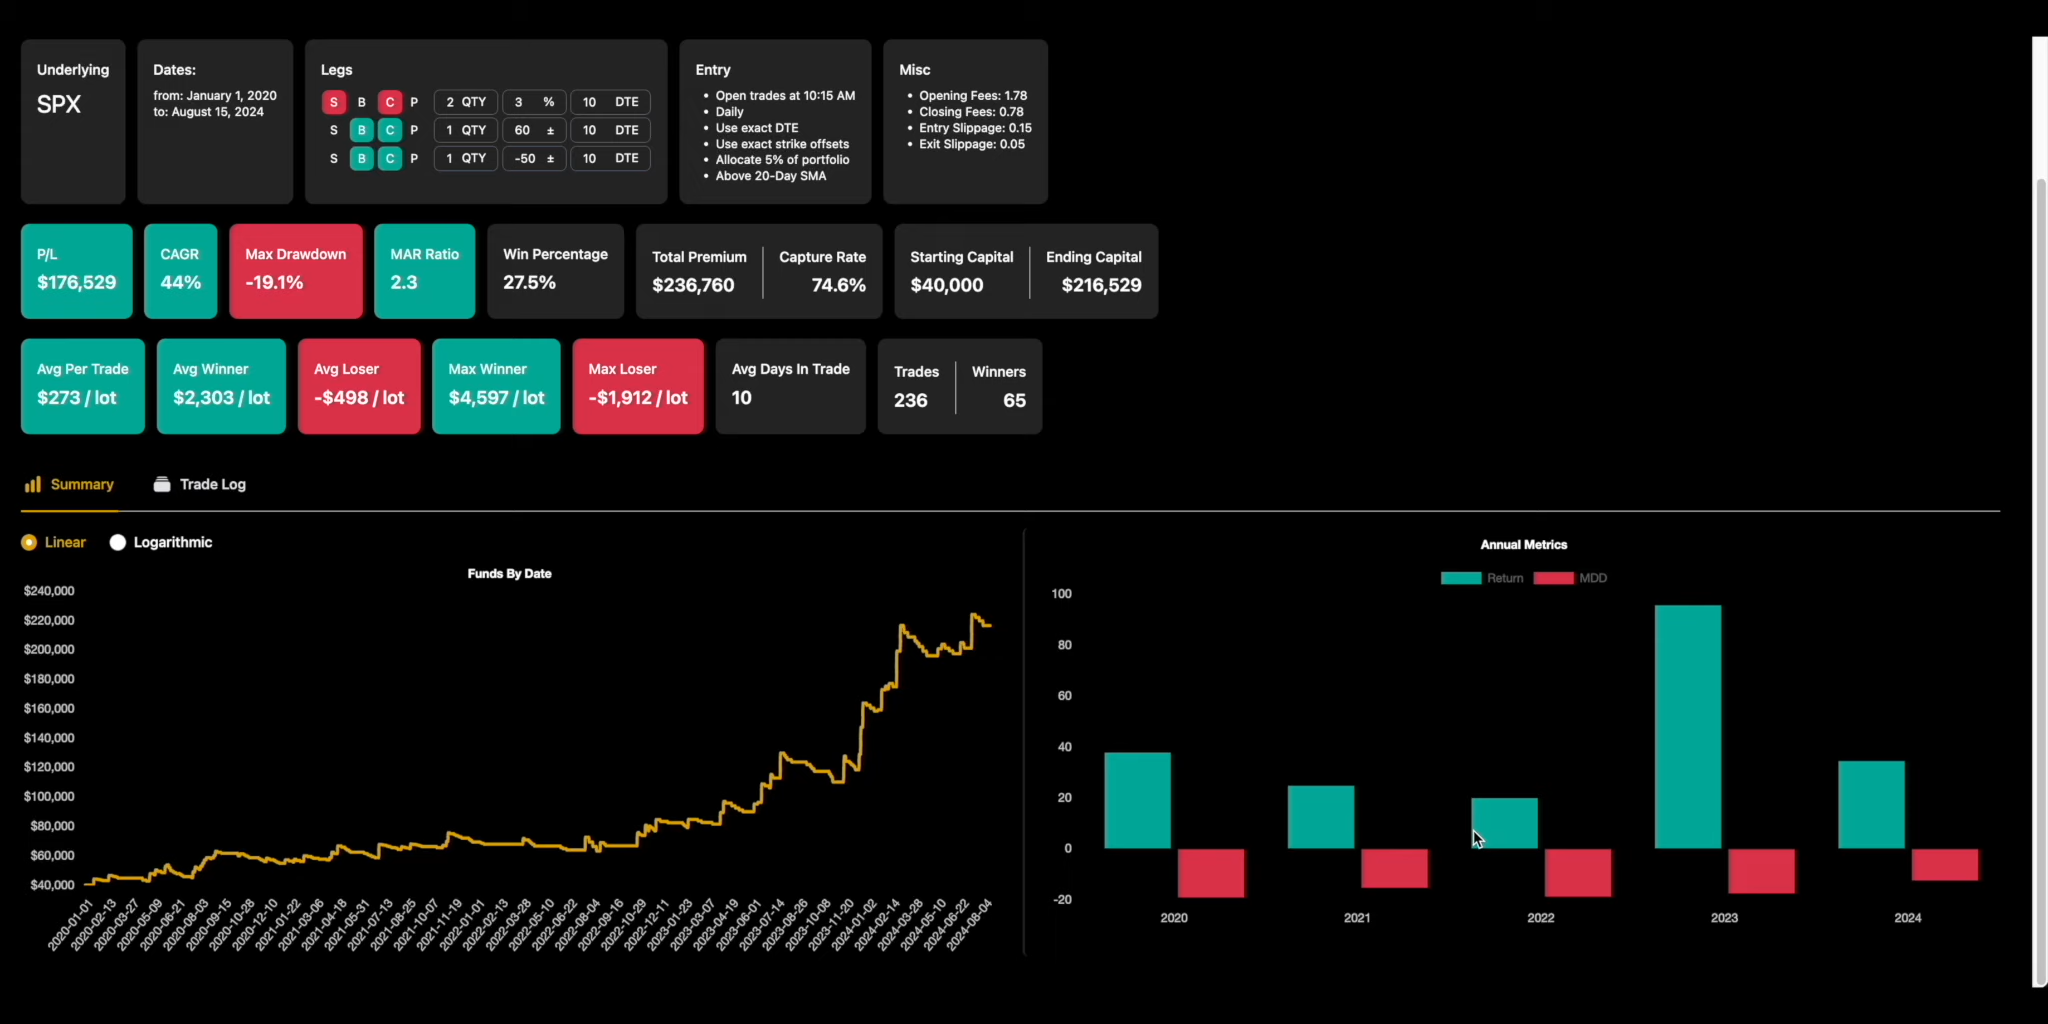 Underlying
SPX
Dates:
from: January 1, 2020
to: August 15, 2024
Legs
S B C P 2 QTY 3 % 10 DTE
S B C P 1 QTY 60 ± 10 DTE
S B C P 1 QTY -50 ± 10 DTE
Entry
• Open trades at 10:15 AM
• Daily
• Use exact DTE
• Use exact strike offsets
• Allocate 5% of portfolio
• Above 20-Day SMA
Misc
• Opening Fees: 1.78
• Closing Fees: 0.78
• Entry Slippage: 0.15
• Exit Slippage: 0.05
P/L
$176,529
CAGR
44%
Max Drawdown
-19.1%
MAR Ratio
2.3
Win Percentage
27.5%
Total Premium
$236,760
Capture Rate
74.6%
Starting Capital
$40,000
Ending Capital
$216,529
Avg Per Trade
$273 / lot
Avg Winner
$2,303 / lot
Avg Loser
-$498 / lot
Max Winner
$4,597 / lot
Max Loser
-$1,912 / lot
Avg Days In Trade
10
Trades
236
Winners
65
Summary
Trade Log
Linear
Logarithmic
Funds By Date
$240,000
$220,000
$200,000
$180,000
$160,000
$140,000
$120,000
$100,000
$80,000
$60,000
$40,000
2020-01-01
2020-02-13
2020-03-27
2020-05-09
2020-06-21
2020-08-03
2020-09-15
2020-10-28
2020-12-10
2021-01-22
2021-03-06
2021-04-18
2021-05-31
2021-07-13
2021-08-25
2021-10-07
2021-11-19
2022-01-01
2022-02-13
2022-03-28
2022-05-10
2022-06-22
2022-08-04
2022-09-16
2022-10-29
2022-12-11
2023-01-23
2023-03-07
2023-04-19
2023-06-01
2023-07-14
2023-08-26
2023-10-08
2023-11-20
2024-01-02
2024-02-14
2024-03-28
2024-05-10
2024-06-22
2024-08-04
Annual Metrics
Return MDD
100
80
60
40
20
0
-20
2020
2021
2022
2023
2024